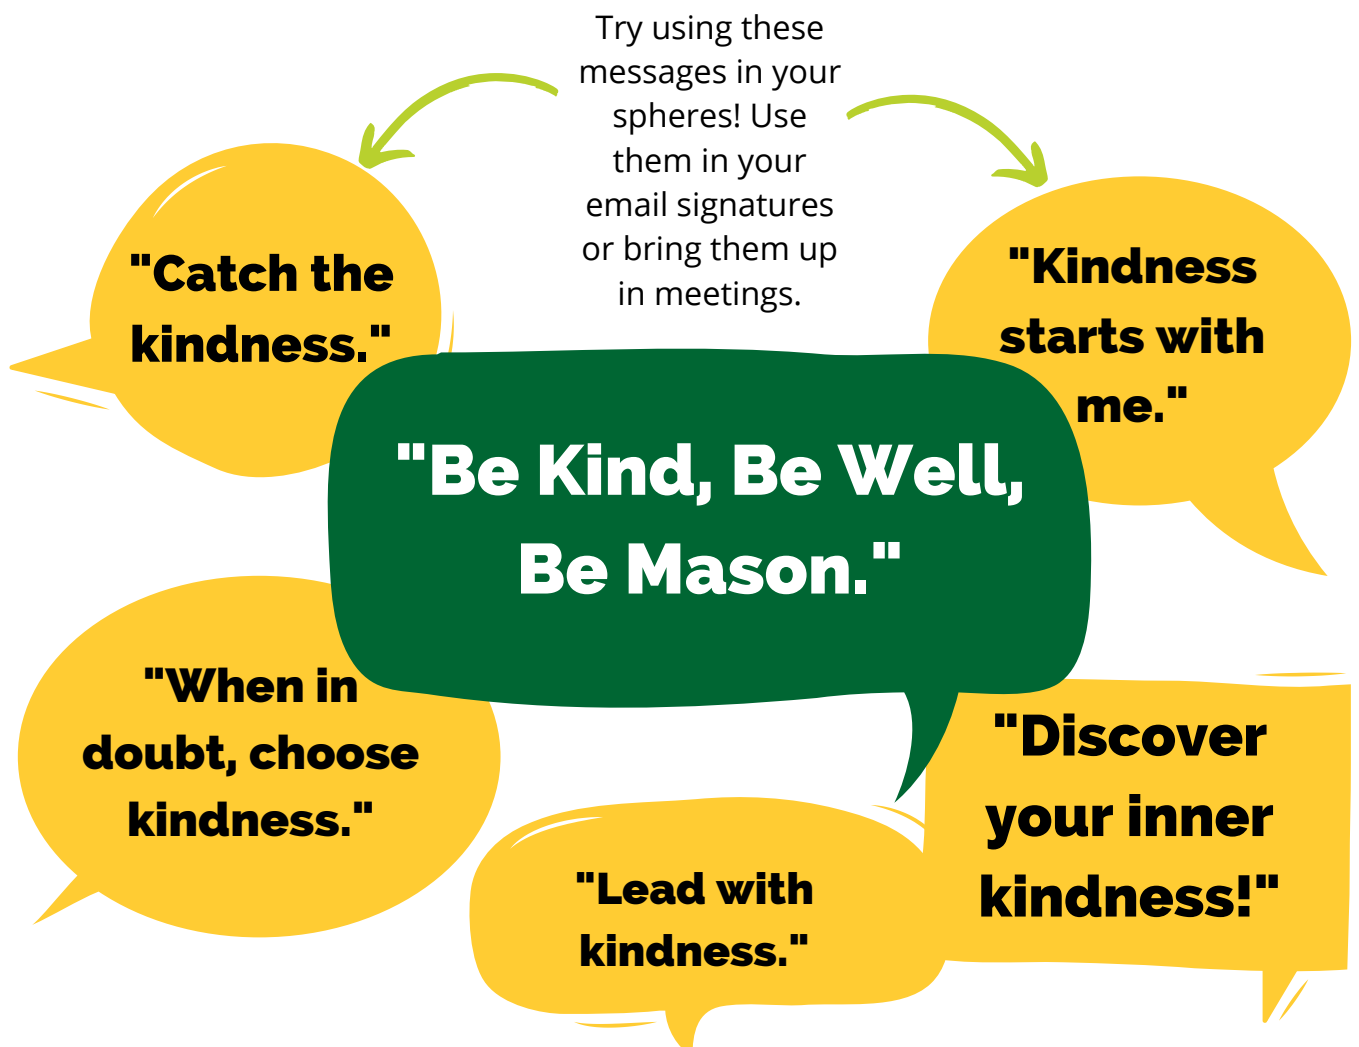 Try using these
messages in your
spheres! Use
them in your
email signatures
or bring them up
in meetings.
"Catch the
kindness."
"Kindness
starts with
me."
"Be Kind, Be Well,
Be Mason."
"When in
doubt, choose
kindness."
"Discover
your inner
kindness!"
"Lead with
kindness."